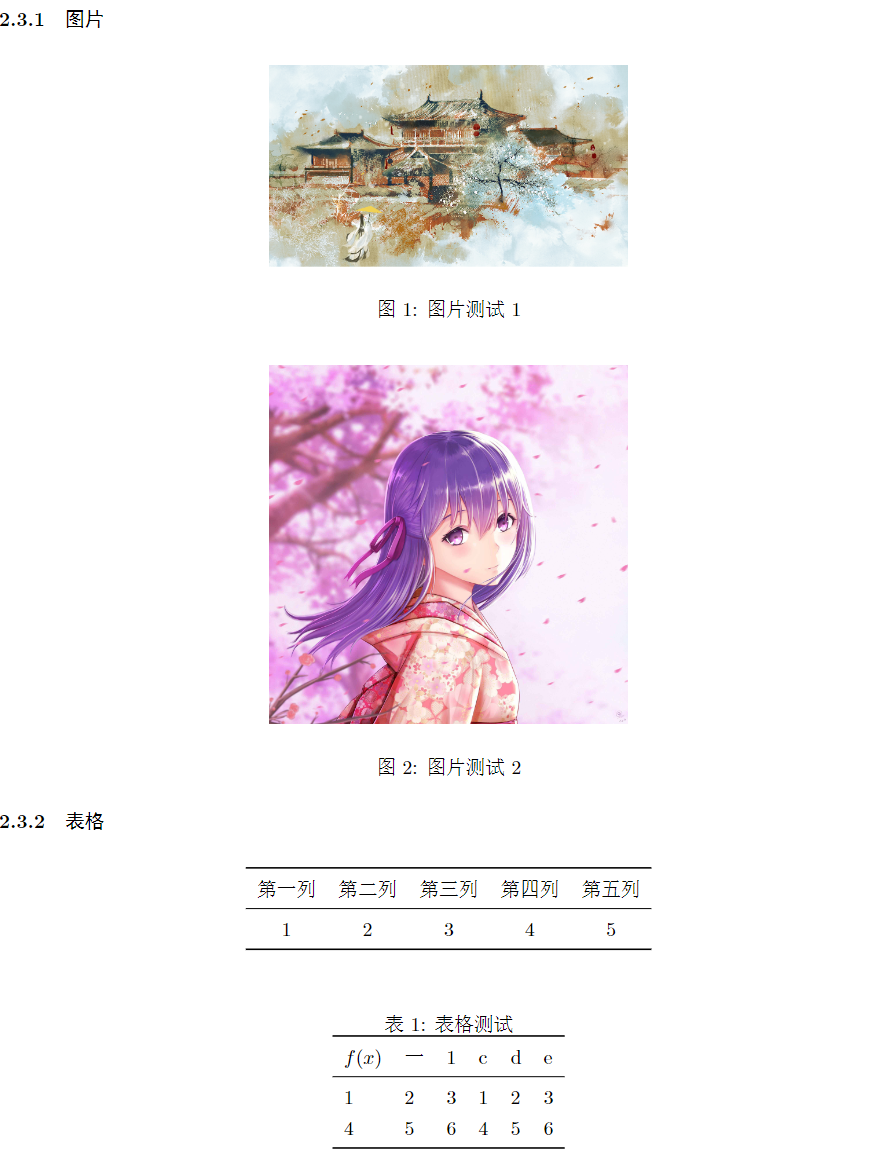 2.3.1 图片
图 1: 图片测试 1
图 2: 图片测试 2
2.3.2 表格
第一列 第二列 第三列 第四列 第五列
1 2 3 4 5
表 1: 表格测试
f(x) 一 1 c d e
1 2 3 1 2 3
4 5 6 4 5 6